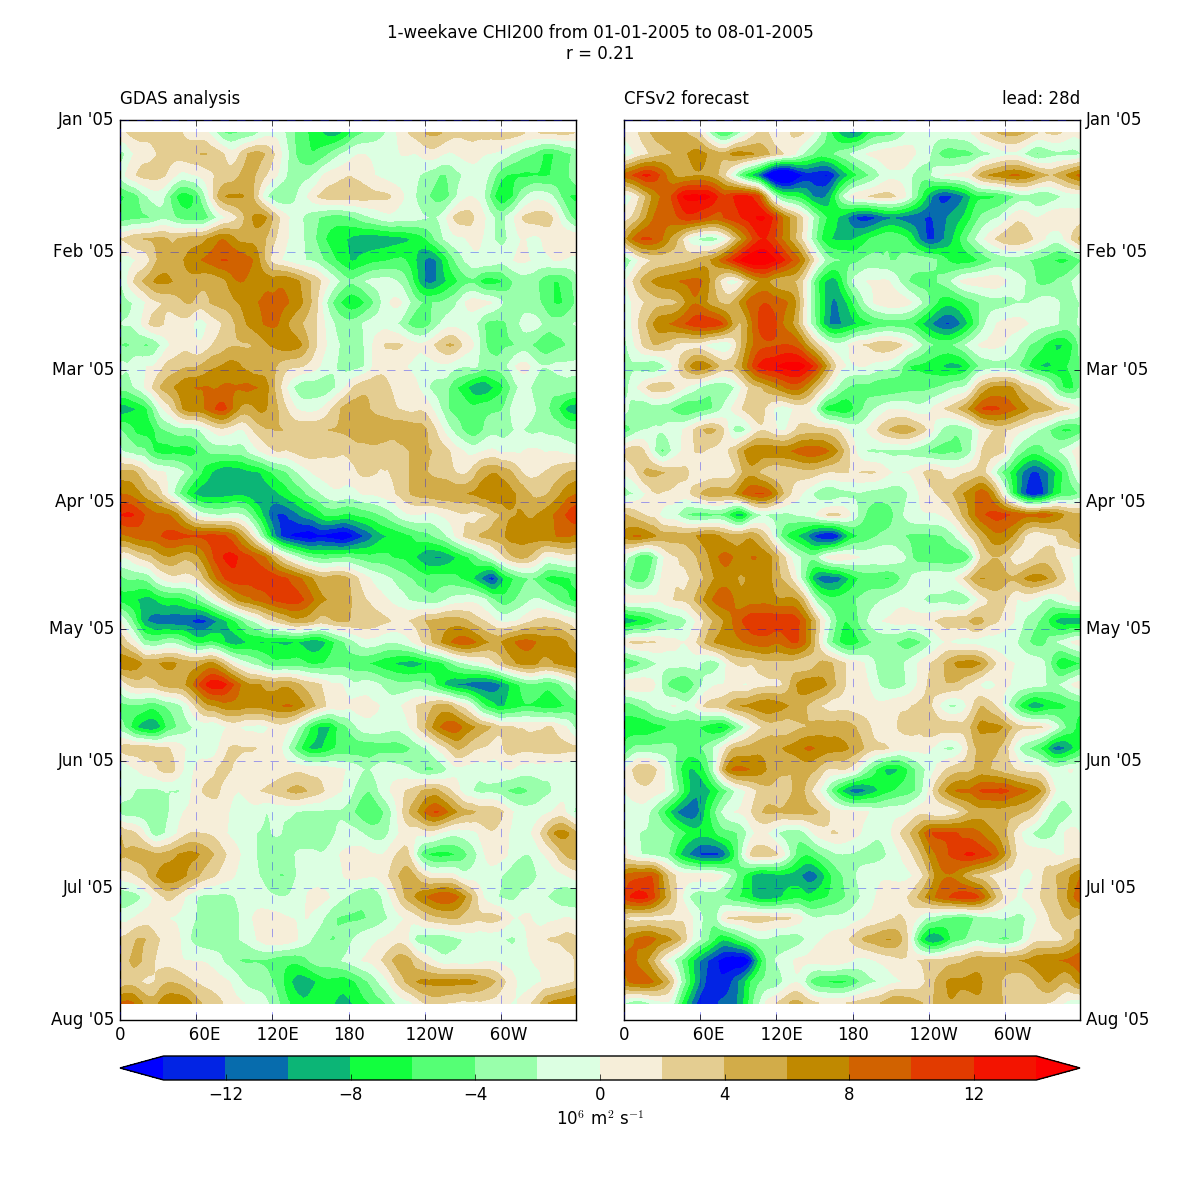 1-weekave CHI200 from 01-01-2005 to 08-01-2005
r = 0.21
GDAS analysis
CFSv2 forecast
lead: 28d
Jan '05
Feb '05
Mar '05
Apr '05
May '05
Jun '05
Jul '05
Aug '05
Jan '05
Feb '05
Mar '05
Apr '05
May '05
Jun '05
Jul '05
Aug '05
0 60E 120E 180 120W 60W
0 60E 120E 180 120W 60W
−12 −8 −4 0 4 8 12
10⁶ m² s⁻¹